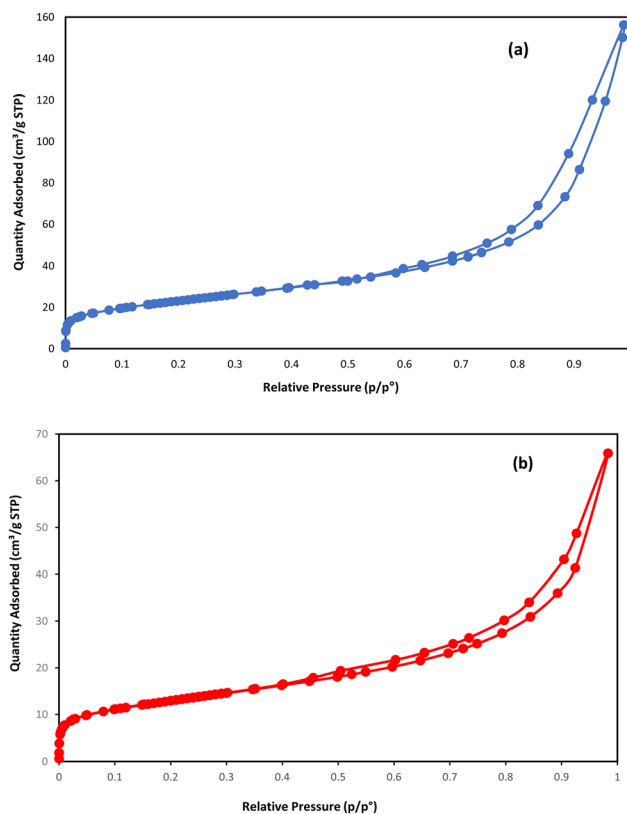 (a)
160
140
120
100
80
60
40
20
0
Quantity Adsorbed (cm³/g STP)
0 0.1 0.2 0.3 0.4 0.5 0.6 0.7 0.8 0.9
Relative Pressure (p/p°)
(b)
70
60
50
40
30
20
10
0
Quantity Adsorbed (cm³/g STP)
0 0.1 0.2 0.3 0.4 0.5 0.6 0.7 0.8 0.9 1
Relative Pressure (p/p°)